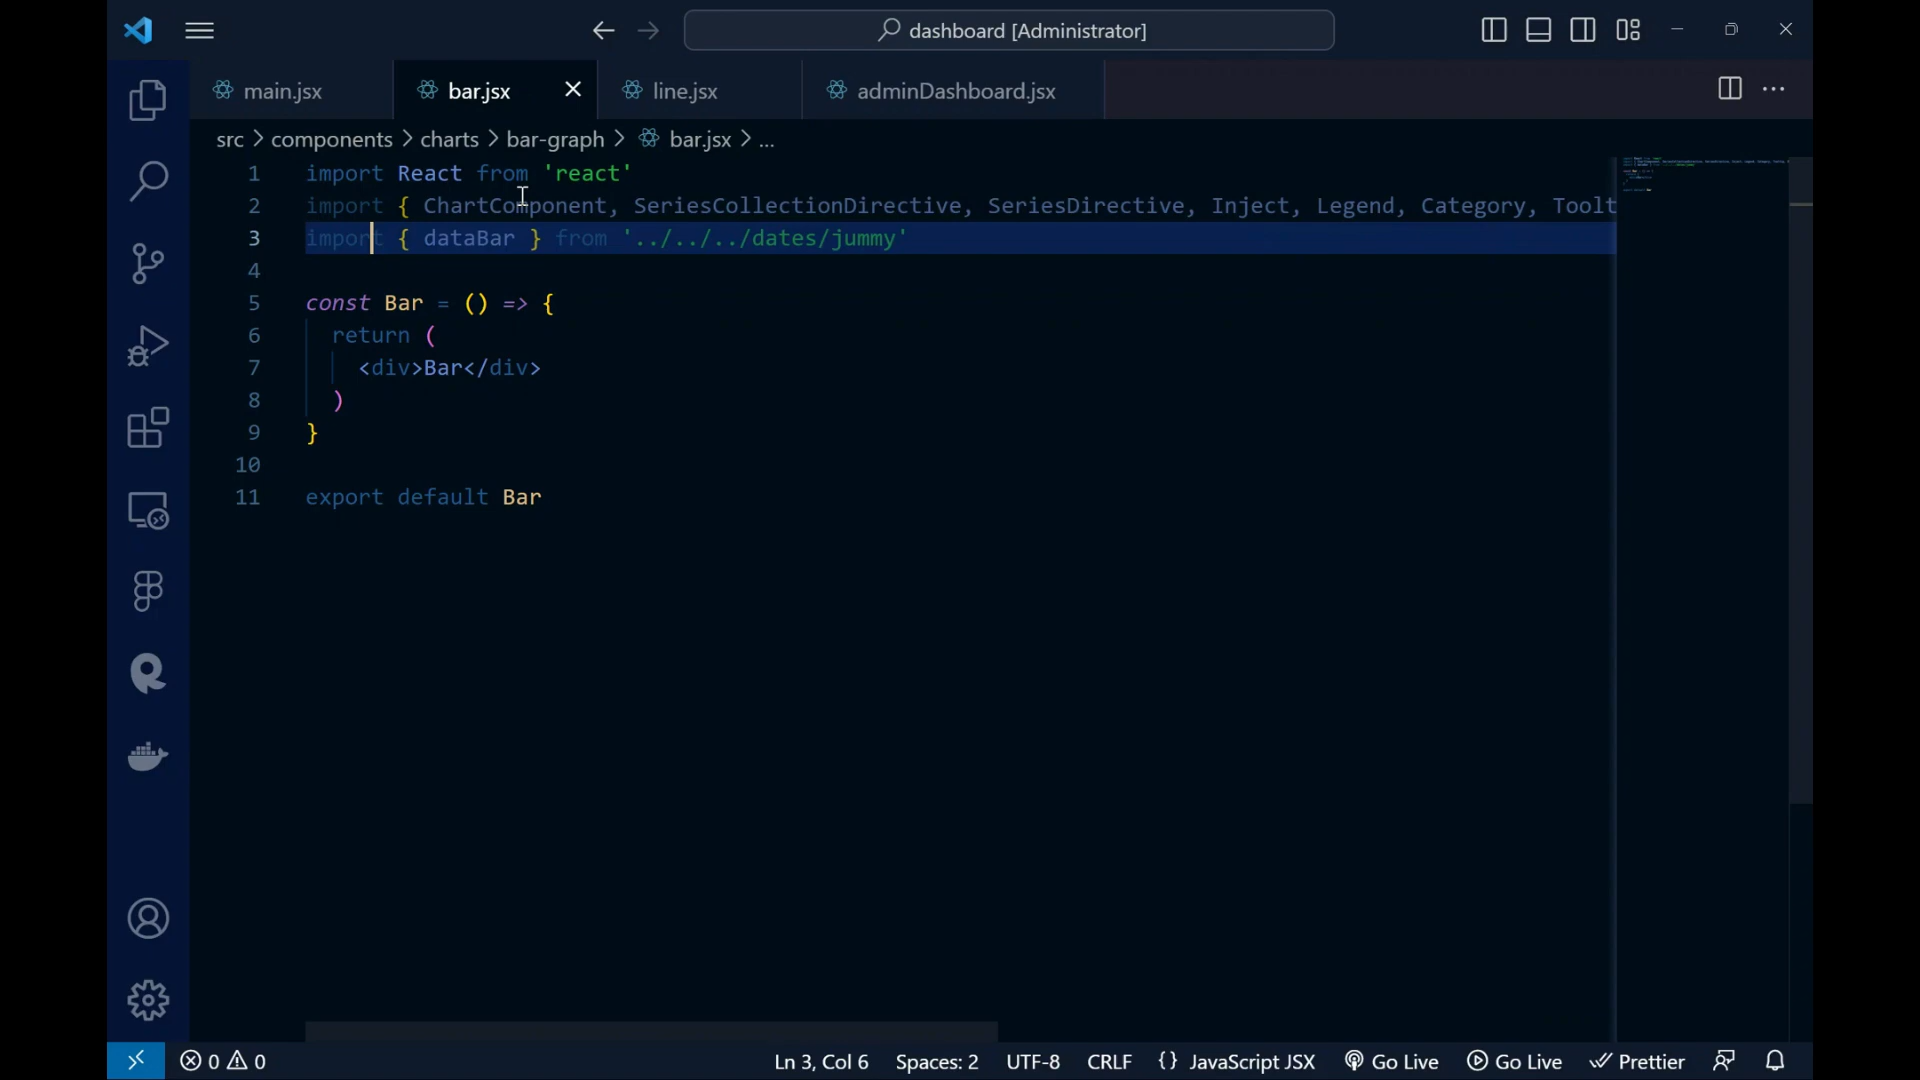 dashboard [Administrator]
main.jsx
bar.jsx
line.jsx
adminDashboard.jsx
src > components > charts > bar-graph > bar.jsx > ...
1 import React from 'react'
2 import { ChartComponent, SeriesCollectionDirective, SeriesDirective, Inject, Legend, Category, Toolt
3 import { dataBar } from '../../../dates/jummy'
4
5 const Bar = () => {
6 return (
7 <div>Bar</div>
8 )
9 }
10
11 export default Bar
0 0 Ln 3, Col 6 Spaces: 2 UTF-8 CRLF {} JavaScript JSX Go Live Go Live Prettier